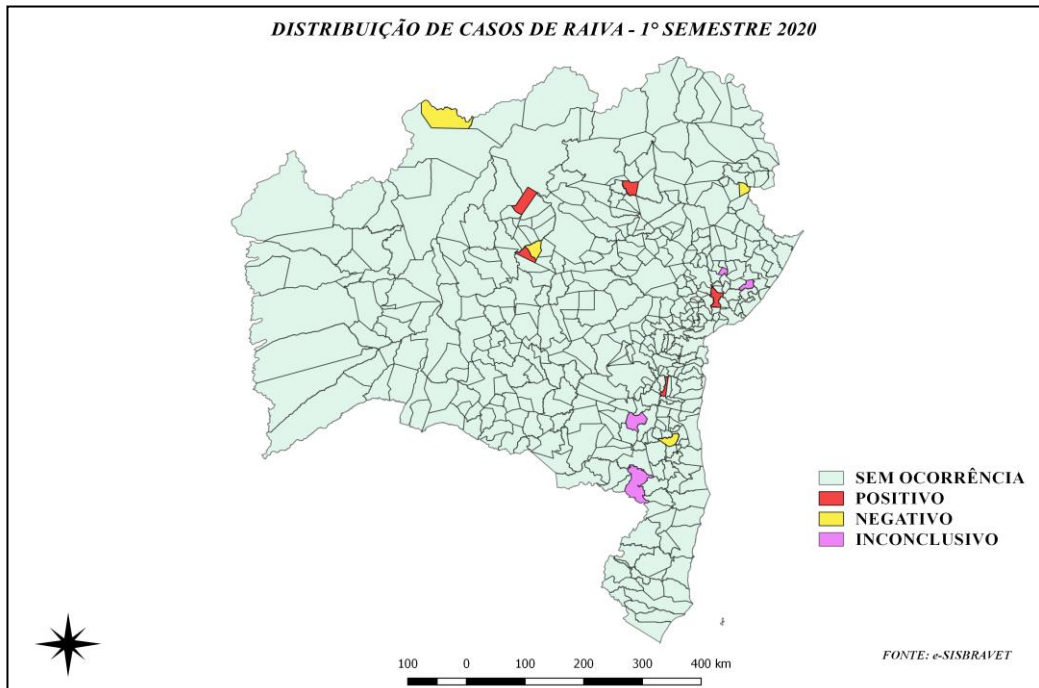 DISTRIBUIÇÃO DE CASOS DE RAIVA - 1° SEMESTRE 2020
SEM OCORRÊNCIA
POSITIVO
NEGATIVO
INCONCLUSIVO
100 0 100 200 300 400 km
FONTE: e-SISBRAVET